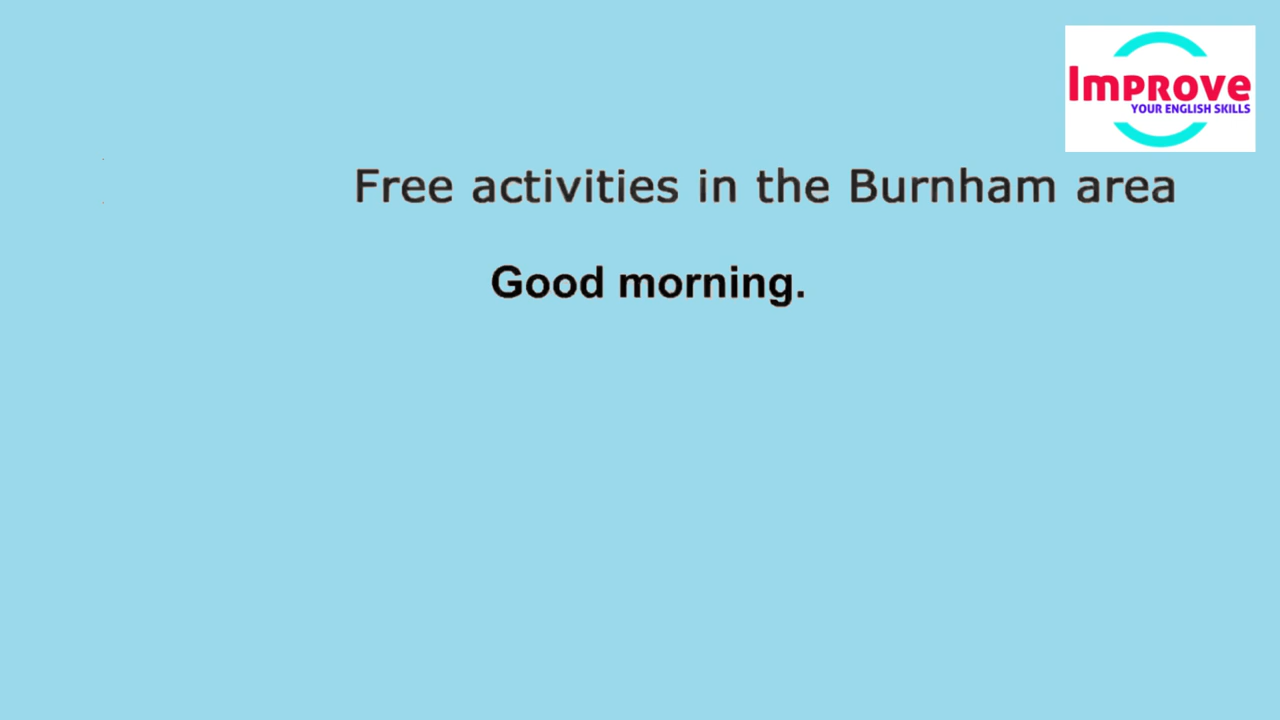 Improve
YOUR ENGLISH SKILLS
Free activities in the Burnham area
Good morning.